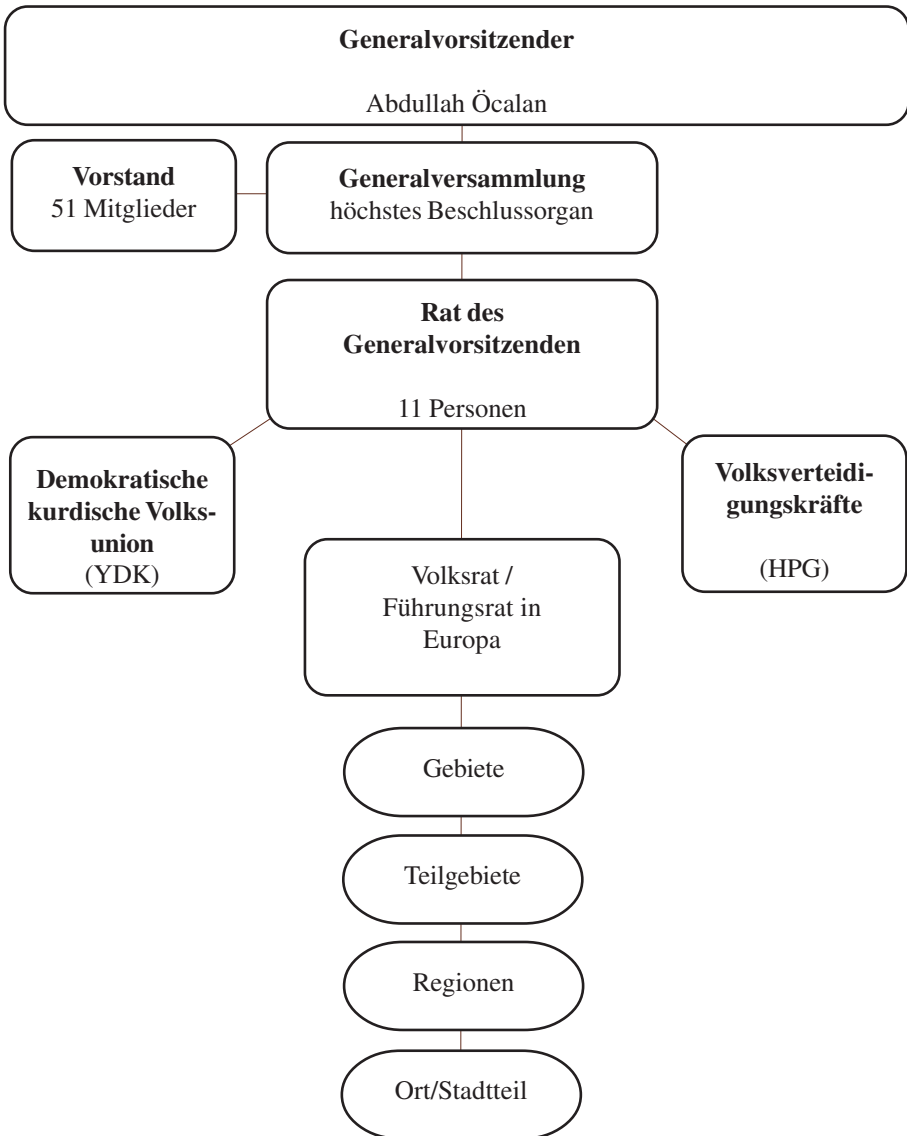 Generalvorsitzender
Abdullah Öcalan
Vorstand
51 Mitglieder
Generalversammlung
höchstes Beschlussorgan
Rat des
Generalvorsitzenden
11 Personen
Demokratische
kurdische Volks-
union
(YDK)
Volksverteidi-
gungskräfte
(HPG)
Volksrat /
Führungsrat in
Europa
Gebiete
Teilgebiete
Regionen
Ort/Stadtteil